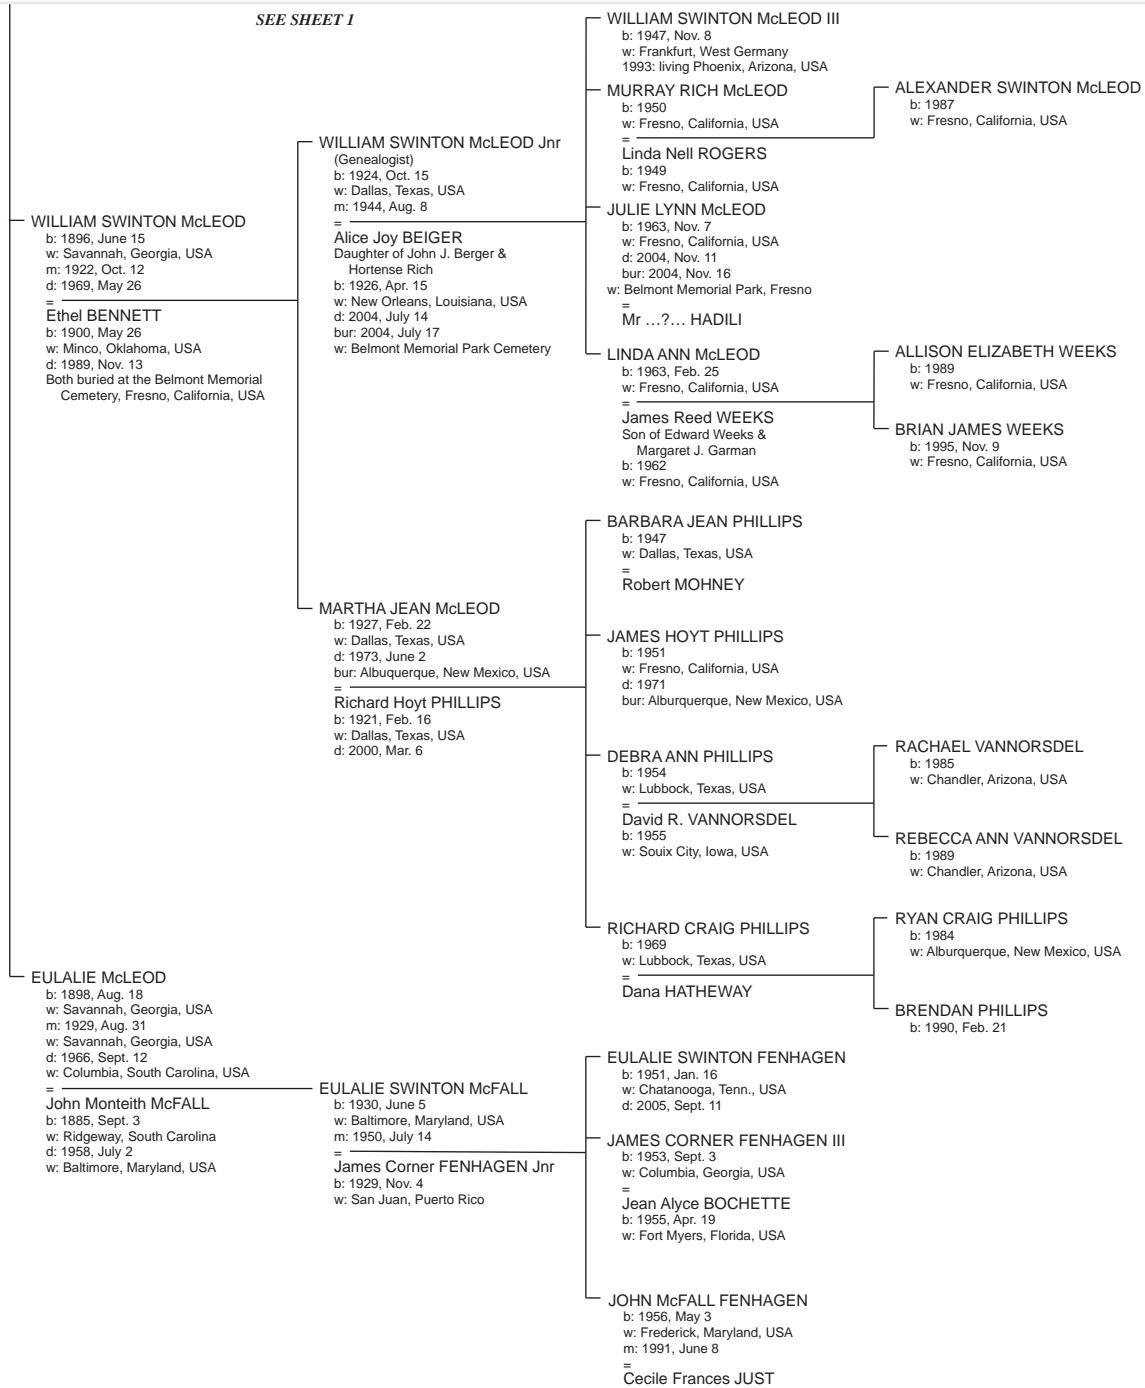 SEE SHEET 1
WILLIAM SWINTON McLEOD
b: 1896, June 15
w: Savannah, Georgia, USA
m: 1922, Oct. 12
d: 1969, May 26
=
Ethel BENNETT
b: 1900, May 26
w: Minco, Oklahoma, USA
d: 1989, Nov. 13
Both buried at the Belmont Memorial
Cemetery, Fresno, California, USA
EULALIE McLEOD
b: 1898, Aug. 18
w: Savannah, Georgia, USA
m: 1929, Aug. 31
w: Savannah, Georgia, USA
d: 1966, Sept. 12
w: Columbia, South Carolina, USA
=
John Monteith McFALL
b: 1885, Sept. 3
w: Ridgeway, South Carolina
d: 1958, July 2
w: Baltimore, Maryland, USA
WILLIAM SWINTON McLEOD Jnr
(Genealogist)
b: 1924, Oct. 15
w: Dallas, Texas, USA
m: 1944, Aug. 8
=
Alice Joy BEIGER
Daughter of John J. Berger &
Hortense Rich
b: 1926, Apr. 15
w: New Orleans, Louisiana, USA
d: 2004, July 14
bur: 2004, July 17
w: Belmont Memorial Park Cemetery
MARTHA JEAN McLEOD
b: 1927, Feb. 22
w: Dallas, Texas, USA
d: 1973, June 2
bur: Albuquerque, New Mexico, USA
=
Richard Hoyt PHILLIPS
b: 1921, Feb. 16
w: Dallas, Texas, USA
d: 2000, Mar. 6
EULALIE SWINTON McFALL
b: 1930, June 5
w: Baltimore, Maryland, USA
m: 1950, July 14
=
James Corner FENHAGEN Jnr
b: 1929, Nov. 4
w: San Juan, Puerto Rico
WILLIAM SWINTON McLEOD III
b: 1947, Nov. 8
w: Frankfurt, West Germany
1993: living Phoenix, Arizona, USA
MURRAY RICH McLEOD
b: 1950
w: Fresno, California, USA
=
Linda Nell ROGERS
b: 1949
w: Fresno, California, USA
JULIE LYNN McLEOD
b: 1963, Nov. 7
w: Fresno, California, USA
d: 2004, Nov. 11
bur: 2004, Nov. 16
w: Belmont Memorial Park, Fresno
=
Mr ...?... HADILI
LINDA ANN McLEOD
b: 1963, Feb. 25
w: Fresno, California, USA
=
James Reed WEEKS
Son of Edward Weeks &
Margaret J. Garman
b: 1962
w: Fresno, California, USA
BARBARA JEAN PHILLIPS
b: 1947
w: Dallas, Texas, USA
=
Robert MOHNEY
JAMES HOYT PHILLIPS
b: 1951
w: Fresno, California, USA
d: 1971
bur: Alburquerque, New Mexico, USA
DEBRA ANN PHILLIPS
b: 1954
w: Lubbock, Texas, USA
=
David R. VANNORSDEL
b: 1955
w: Souix City, Iowa, USA
RICHARD CRAIG PHILLIPS
b: 1969
w: Lubbock, Texas, USA
=
Dana HATHEWAY
EULALIE SWINTON FENHAGEN
b: 1951, Jan. 16
w: Chatanooga, Tenn., USA
d: 2005, Sept. 11
JAMES CORNER FENHAGEN III
b: 1953, Sept. 3
w: Columbia, Georgia, USA
=
Jean Alyce BOCHETTE
b: 1955, Apr. 19
w: Fort Myers, Florida, USA
JOHN McFALL FENHAGEN
b: 1956, May 3
w: Frederick, Maryland, USA
m: 1991, June 8
=
Cecile Frances JUST
ALEXANDER SWINTON McLEOD
b: 1987
w: Fresno, California, USA
ALLISON ELIZABETH WEEKS
b: 1989
w: Fresno, California, USA
BRIAN JAMES WEEKS
b: 1995, Nov. 9
w: Fresno, California, USA
RACHAEL VANNORSDEL
b: 1985
w: Chandler, Arizona, USA
REBECCA ANN VANNORSDEL
b: 1989
w: Chandler, Arizona, USA
RYAN CRAIG PHILLIPS
b: 1984
w: Alburquerque, New Mexico, USA
BRENDAN PHILLIPS
b: 1990, Feb. 21